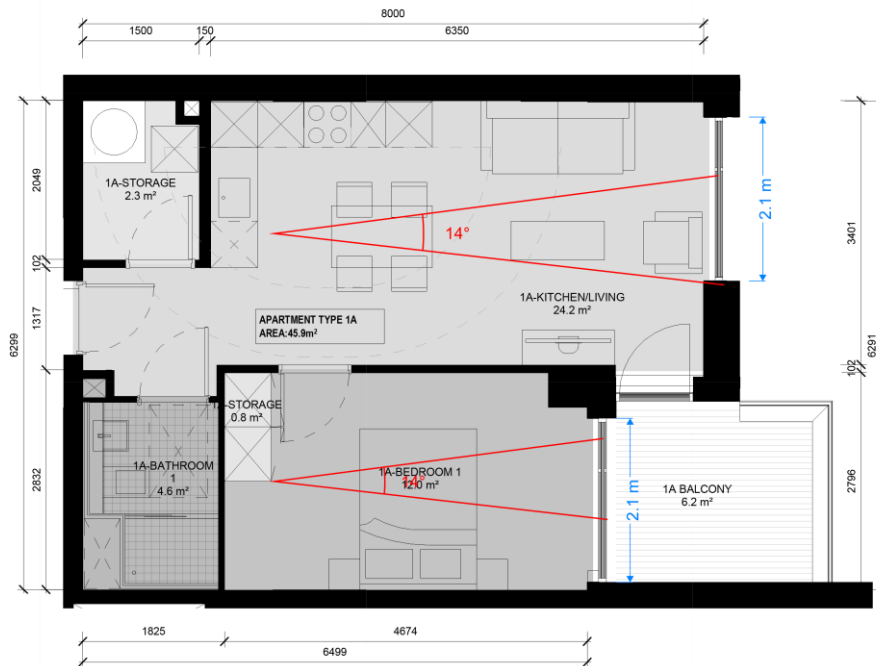 8000
1500 150 6350
1A-STORAGE
2.3 m²
2049
102
1317
6299
2832
14°
2.1 m
3401
6291
102
2796
1A-KITCHEN/LIVING
24.2 m²
APARTMENT TYPE 1A
AREA:45.9m²
1A-STORAGE
0.8 m²
1A-BATHROOM
1
4.6 m²
1A-BEDROOM 1
12.0 m²
14°
2.1 m
1A BALCONY
6.2 m²
1825 4674
6499